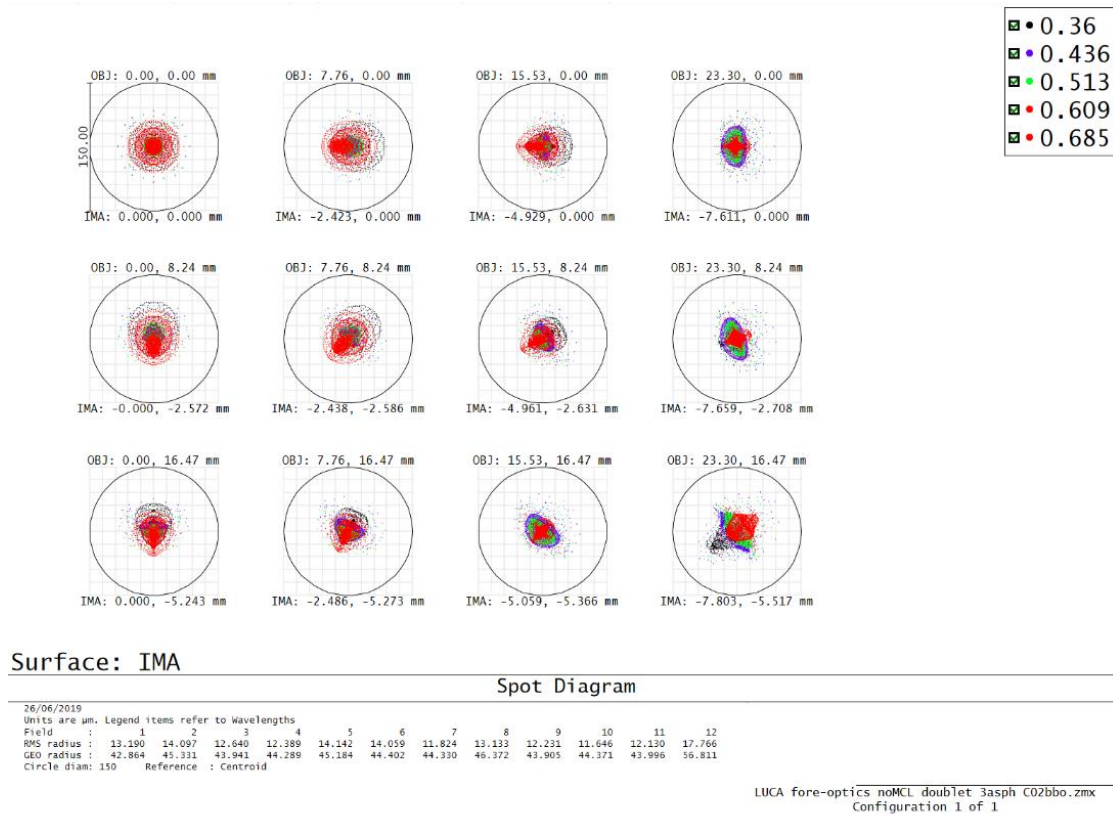 0.36
0.436
0.513
0.609
0.685
OBJ: 0.00, 0.00 mm
OBJ: 7.76, 0.00 mm
OBJ: 15.53, 0.00 mm
OBJ: 23.30, 0.00 mm
150.00
IMA: 0.000, 0.000 mm
IMA: -2.423, 0.000 mm
IMA: -4.929, 0.000 mm
IMA: -7.611, 0.000 mm
OBJ: 0.00, 8.24 mm
OBJ: 7.76, 8.24 mm
OBJ: 15.53, 8.24 mm
OBJ: 23.30, 8.24 mm
IMA: -0.000, -2.572 mm
IMA: -2.438, -2.586 mm
IMA: -4.961, -2.631 mm
IMA: -7.659, -2.708 mm
OBJ: 0.00, 16.47 mm
OBJ: 7.76, 16.47 mm
OBJ: 15.53, 16.47 mm
OBJ: 23.30, 16.47 mm
IMA: 0.000, -5.243 mm
IMA: -2.486, -5.273 mm
IMA: -5.059, -5.366 mm
IMA: -7.803, -5.517 mm
Surface: IMA
Spot Diagram
26/06/2019
Units are µm. Legend items refer to Wavelengths
Field : 1 2 3 4 5 6 7 8 9 10 11 12
RMS radius : 13.190 14.097 12.640 12.389 14.142 14.059 11.824 13.133 12.231 11.646 12.130 17.766
GEO radius : 42.864 45.331 43.941 44.289 45.184 44.402 44.330 46.372 43.905 44.371 43.996 56.811
Circle diam: 150 Reference : Centroid
LUCA fore-optics noMCL doublet 3asph CO2bbo.zmx
Configuration 1 of 1